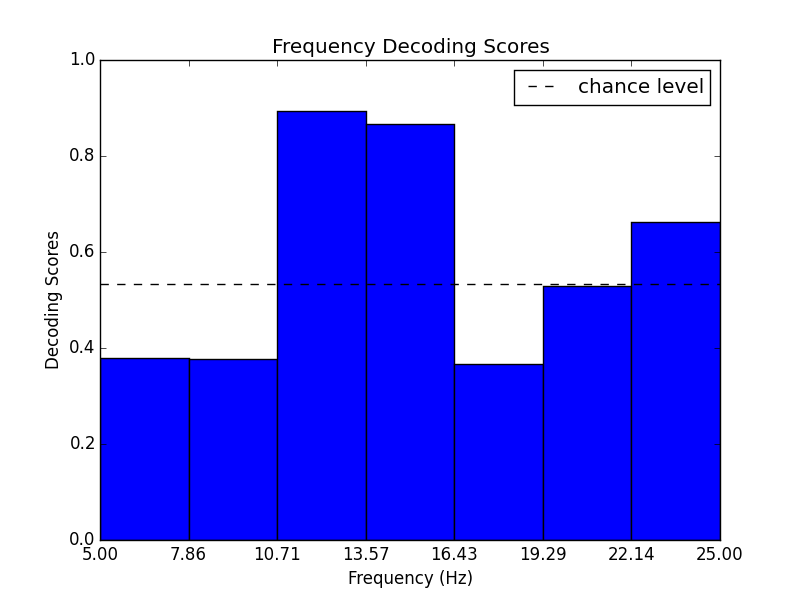 Frequency Decoding Scores
chance level
1.0
0.8
0.6
0.4
0.2
0.0
Decoding Scores
5.00 7.86 10.71 13.57 16.43 19.29 22.14 25.00
Frequency (Hz)